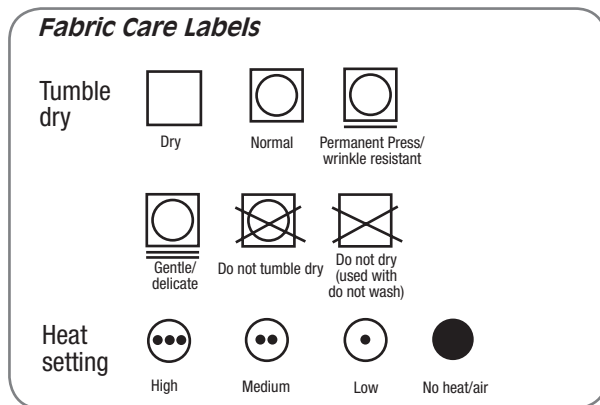 Fabric Care Labels
Tumble
dry
Dry
Normal
Permanent Press/
wrinkle resistant
Gentle/
delicate
Do not tumble dry
Do not dry
(used with
do not wash)
Heat
setting
High
Medium
Low
No heat/air